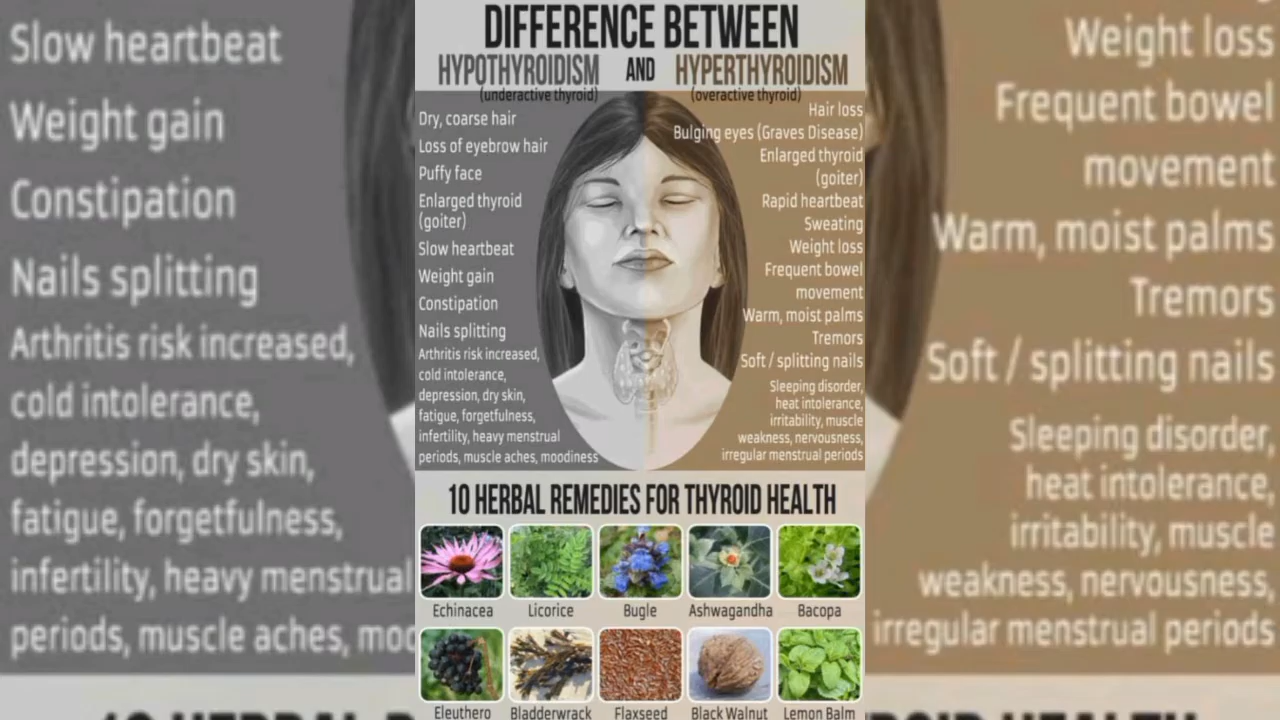 DIFFERENCE BETWEEN
HYPOTHYROIDISM AND HYPERTHYROIDISM
(underactive thyroid) (overactive thyroid)
Dry, coarse hair
Loss of eyebrow hair
Puffy face
Enlarged thyroid
(goiter)
Slow heartbeat
Weight gain
Constipation
Nails splitting
Arthritis risk increased,
cold intolerance,
depression, dry skin,
fatigue, forgetfulness,
infertility, heavy menstrual
periods, muscle aches, moodiness
Hair loss
Bulging eyes (Graves Disease)
Enlarged thyroid
(goiter)
Rapid heartbeat
Sweating
Weight loss
Frequent bowel
movement
Warm, moist palms
Tremors
Soft / splitting nails
Sleeping disorder,
heat intolerance,
irritability, muscle
weakness, nervousness,
irregular menstrual periods
10 HERBAL REMEDIES FOR THYROID HEALTH
Echinacea Licorice Bugle Ashwagandha Bacopa
Eleuthero Bladderwrack Flaxseed Black Walnut Lemon Balm
Slow heartbeat
Weight gain
Constipation
Nails splitting
Arthritis risk increased,
cold intolerance,
depression, dry skin,
fatigue, forgetfulness,
infertility, heavy menstrual
periods, muscle aches,
Weight loss
Frequent bowel
movement
Warm, moist palms
Tremors
Soft / splitting nails
Sleeping disorder,
heat intolerance,
irritability, muscle
weakness, nervousness,
irregular menstrual periods